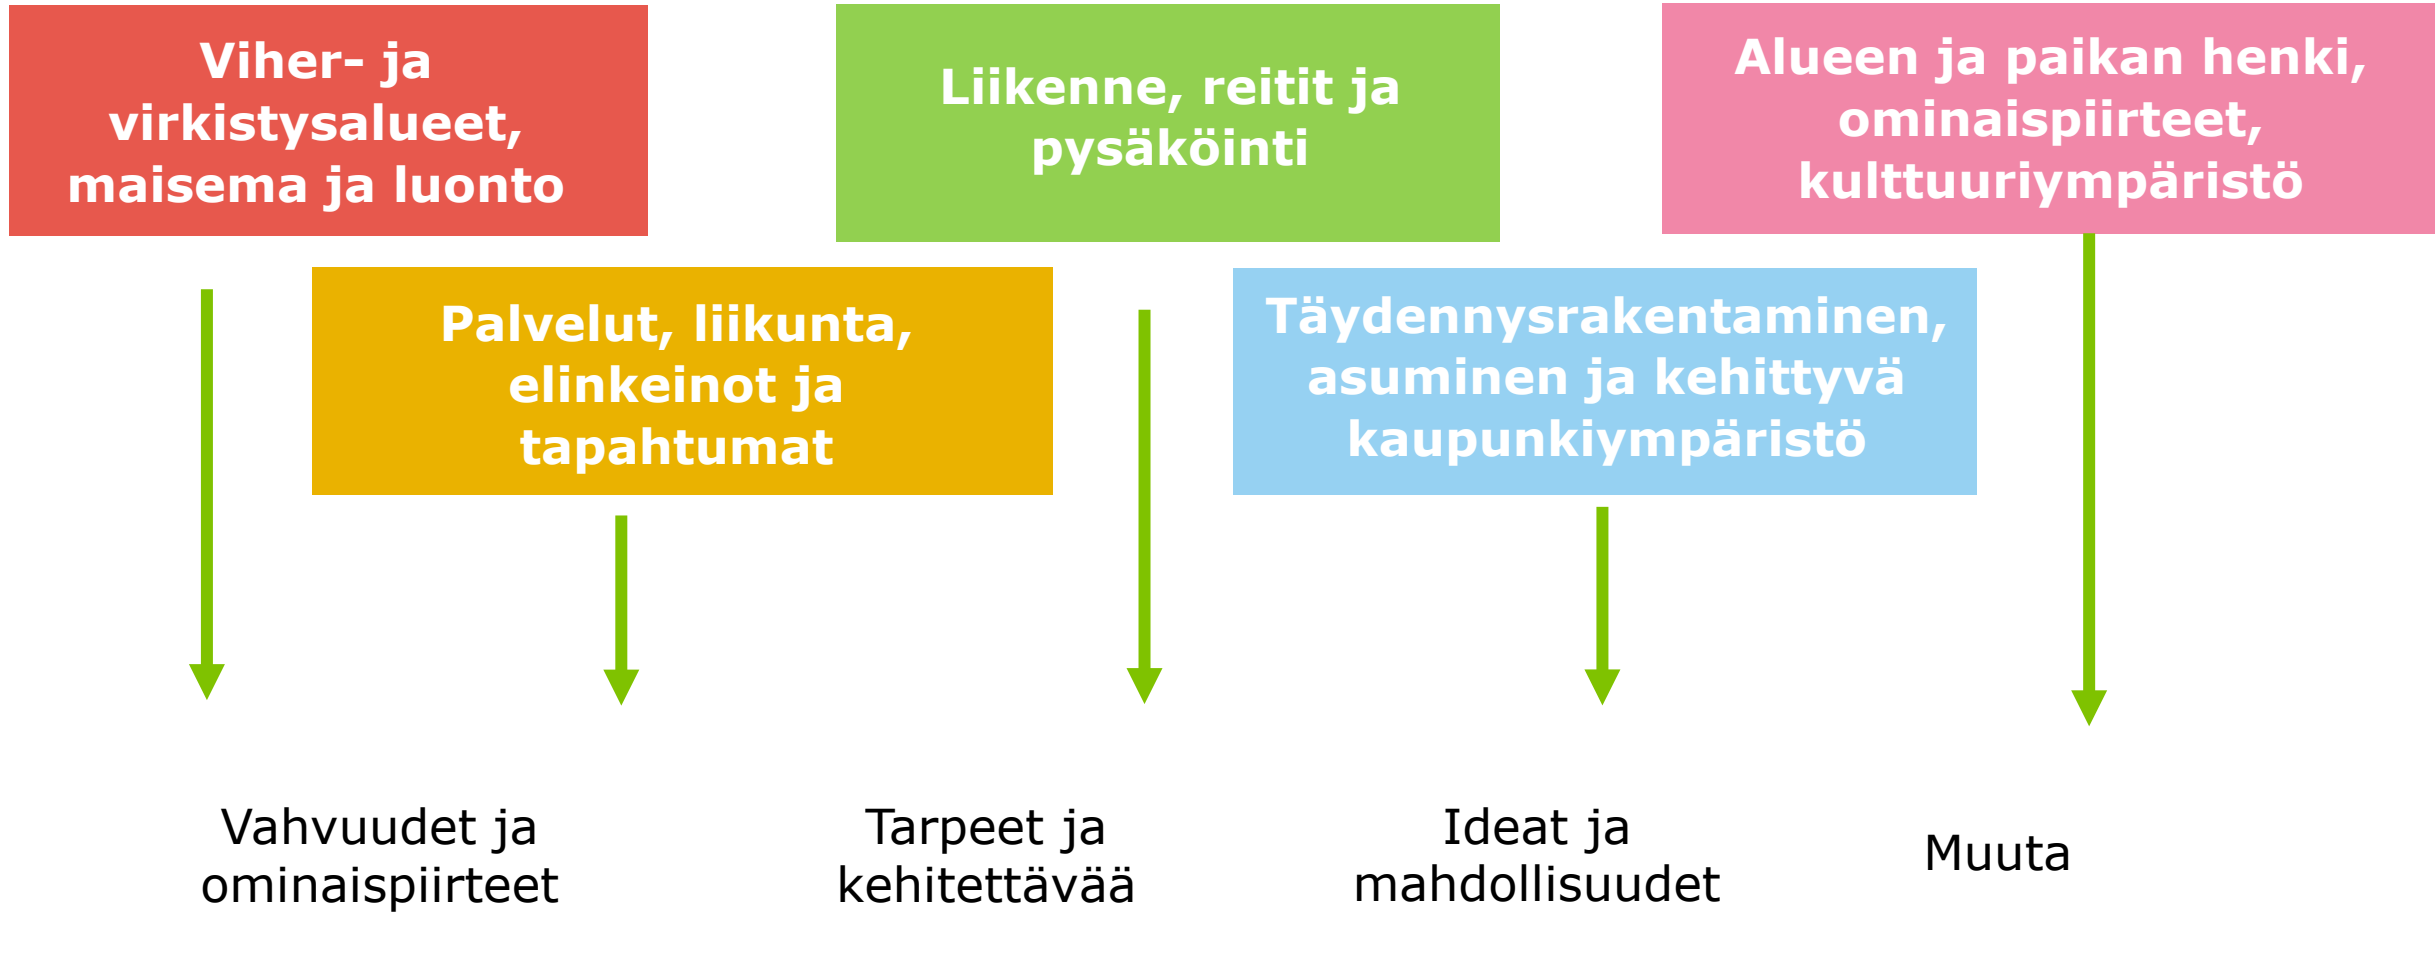 Viher- ja
virkistysalueet,
maisema ja luonto
Liikenne, reitit ja
pysäköinti
Alueen ja paikan henki,
ominaispiirteet,
kulttuuriympäristö
Palvelut, liikunta,
elinkeinot ja
tapahtumat
Täydennysrakentaminen,
asuminen ja kehittyvä
kaupunkiympäristö
Vahvuudet ja
ominaispiirteet
Tarpeet ja
kehitettävää
Ideat ja
mahdollisuudet
Muuta